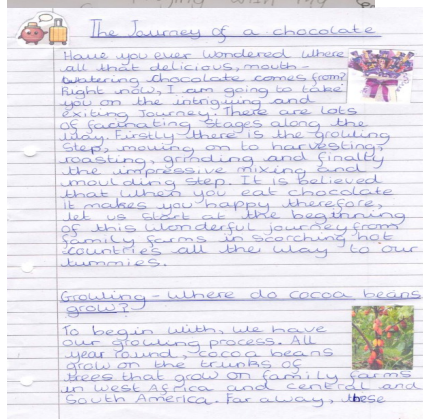 The Journey of a chocolate
Have you ever wondered where
all that delicious, mouth-
watering chocolate comes from?
Right now, I am going to take
you on the intriguing and
exiting Journey. There are lots
of facinating stages along the
way. Firstly there is the growing
step, moving on to harvesting,
roasting, grinding and finally
the impressive mixing and
moulding step. It is believed
that when you eat chocolate
it makes you happy therefore,
let us start at the beginning
of this wonderful journey from
family farms in scorching hot
countries all the way to our
tummies.
Growing - where do cocoa beans
grow?
To begin with, we have
our growing process. All
year round, cocoa beans
grow on the trunks of
trees that grow on family farms
in West Africa and central and
South America. Far away, these